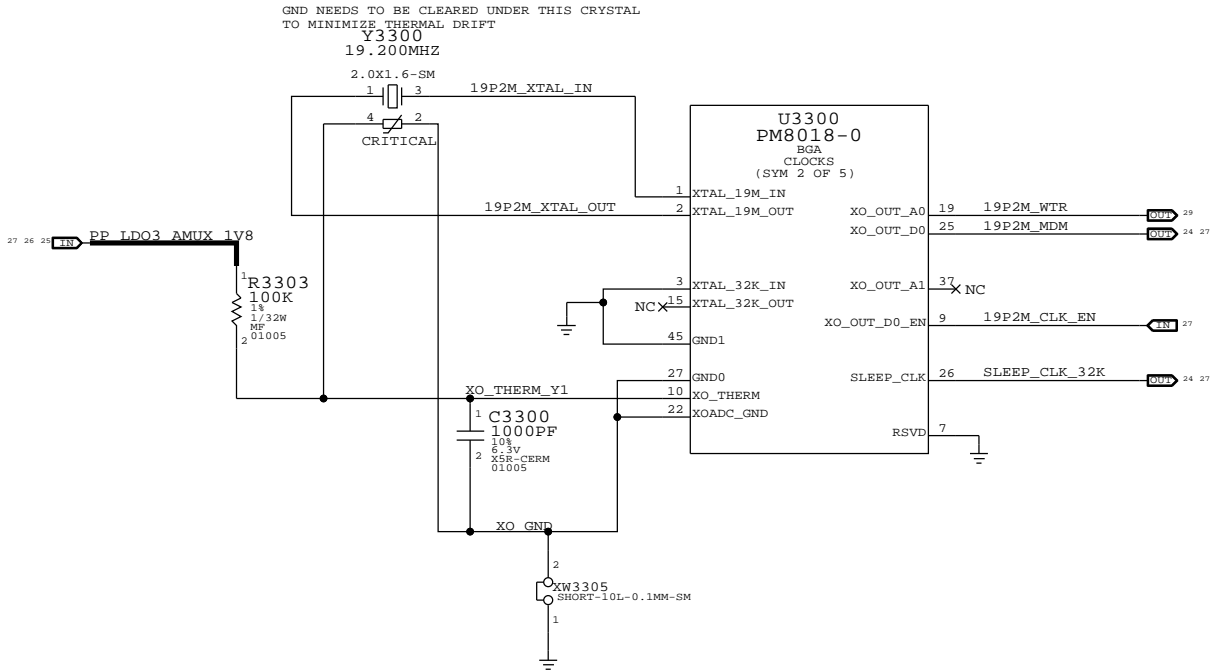 GND NEEDS TO BE CLEARED UNDER THIS CRYSTAL
TO MINIMIZE THERMAL DRIFT
Y3300
19.200MHZ
2.0X1.6-SM
1 3 19P2M_XTAL_IN
4 2
CRITICAL
U3300
PM8018-0
BGA
CLOCKS
(SYM 2 OF 5)
1 XTAL_19M_IN
19P2M_XTAL_OUT 2 XTAL_19M_OUT
XO_OUT_A0 19 19P2M_WTR OUT 29
XO_OUT_D0 25 19P2M_MDM OUT 24 27
27 26 25 IN PP_LDO3_AMUX_1V8
1
R3303
100K
1%
1/32W
MF
01005
2
3 XTAL_32K_IN
NC 15 XTAL_32K_OUT
XO_OUT_A1 37 NC
45 GND1
XO_OUT_D0_EN 9 19P2M_CLK_EN IN 27
27 GND0
SLEEP_CLK 26 SLEEP_CLK_32K OUT 24 27
XO_THERM_Y1 10 XO_THERM
22 XOADC_GND
RSVD 7
1 C3300
1000PF
10%
6.3V
2 X5R-CERM
01005
XO_GND
2
XW3305
SHORT-10L-0.1MM-SM
1